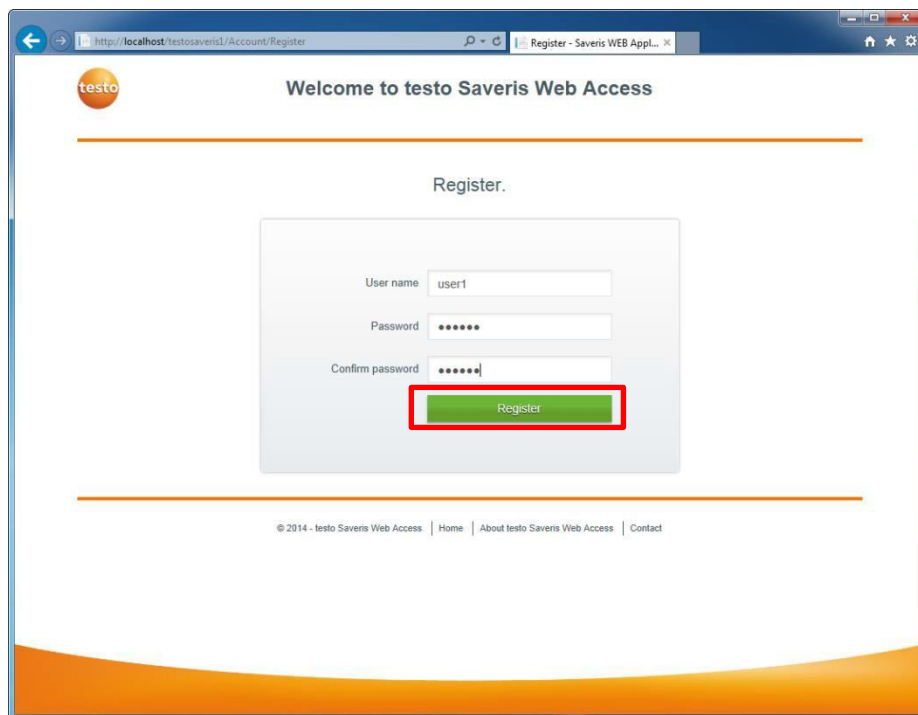 http://localhost/testosaveris1/Account/Register
Register - Saveris WEB Appl...
testo
Welcome to testo Saveris Web Access
Register.
User name user1
Password ••••••
Confirm password ••••••
Register
© 2014 - testo Saveris Web Access | Home | About testo Saveris Web Access | Contact